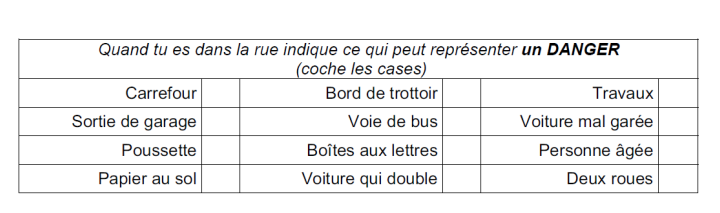 Quand tu es dans la rue indique ce qui peut représenter un DANGER
(coche les cases)
Carrefour Bord de trottoir Travaux
Sortie de garage Voie de bus Voiture mal garée
Poussette Boîtes aux lettres Personne âgée
Papier au sol Voiture qui double Deux roues